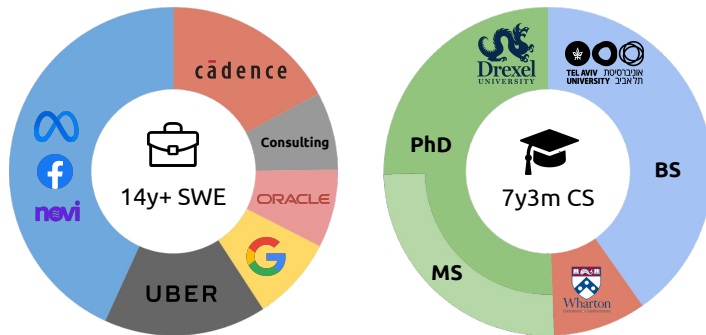 cādence
Consulting
ORACLE
G
UBER
novi
14y+ SWE
Drexel
UNIVERSITY
PhD
MS
TEL AVIV אוניברסיטת
UNIVERSITY תל אביב
BS
Wharton
7y3m CS